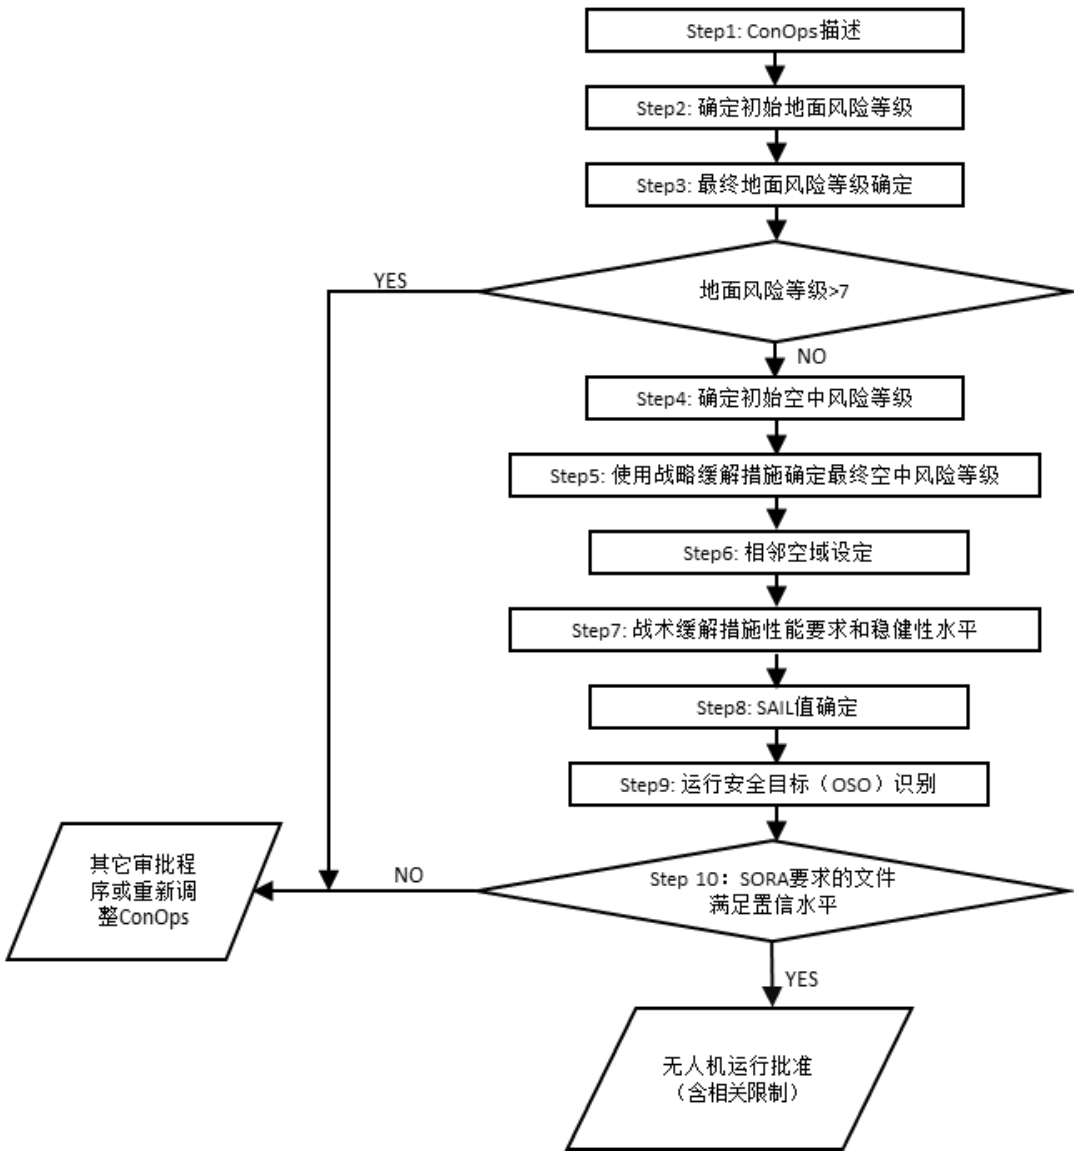 Step1: ConOps描述
Step2: 确定初始地面风险等级
Step3: 最终地面风险等级确定
YES
地面风险等级>7
NO
Step4: 确定初始空中风险等级
Step5: 使用战略缓解措施确定最终空中风险等级
Step6: 相邻空域设定
Step7: 战术缓解措施性能要求和稳健性水平
Step8: SAIL值确定
Step9: 运行安全目标（OSO）识别
其它审批程
序或重新调
整ConOps
NO
Step 10：SORA要求的文件
满足置信水平
YES
无人机运行批准
（含相关限制）